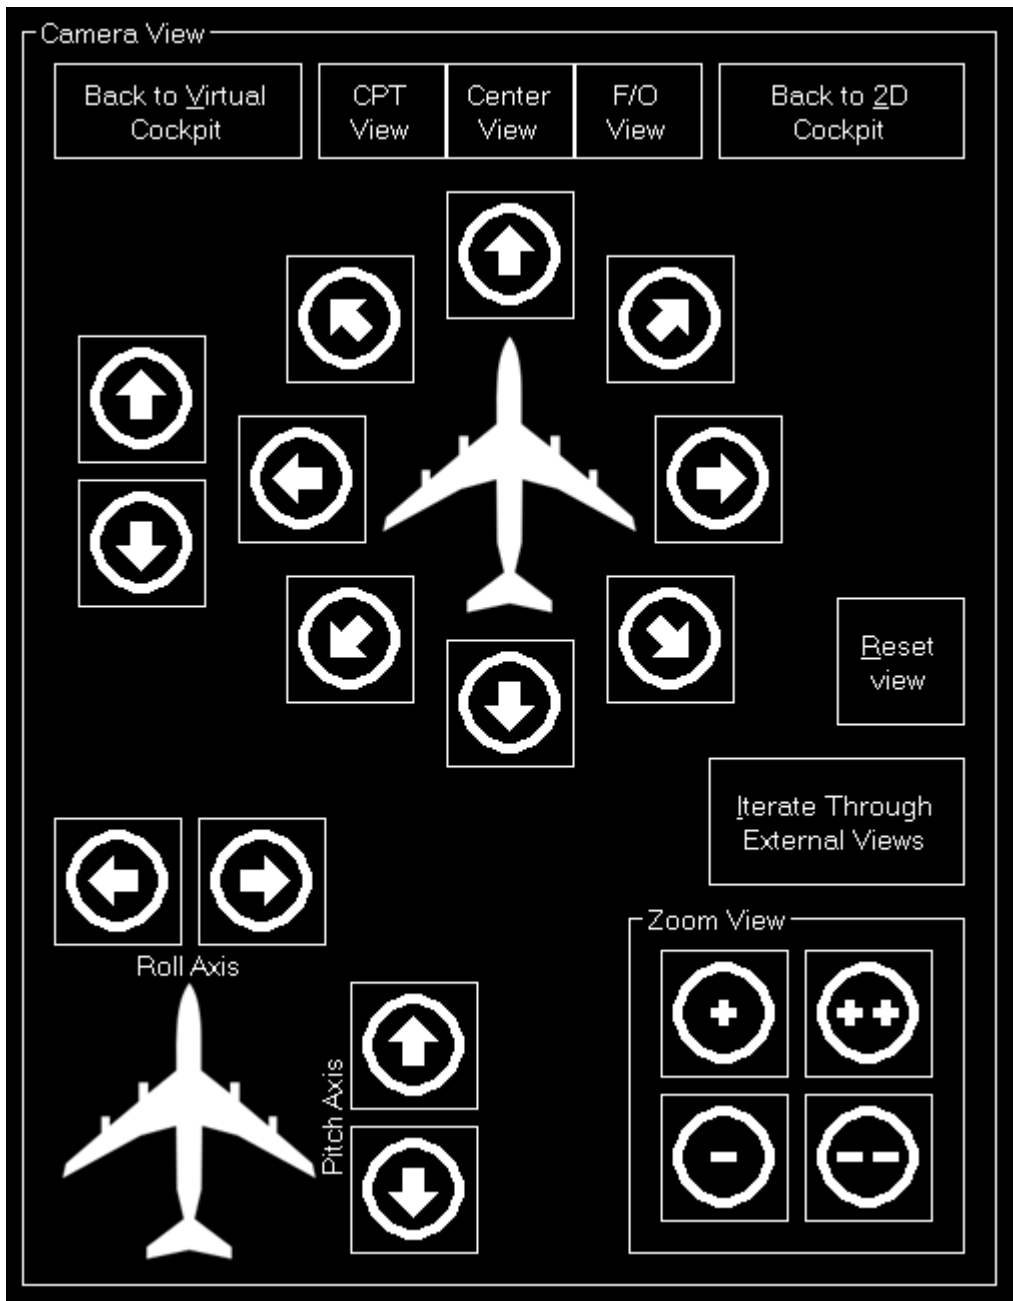 Camera View
Back to Virtual
Cockpit
CPT
View
Center
View
F/O
View
Back to 2D
Cockpit
Reset
view
Iterate Through
External Views
Roll Axis
Pitch Axis
Zoom View
+
++
-
--